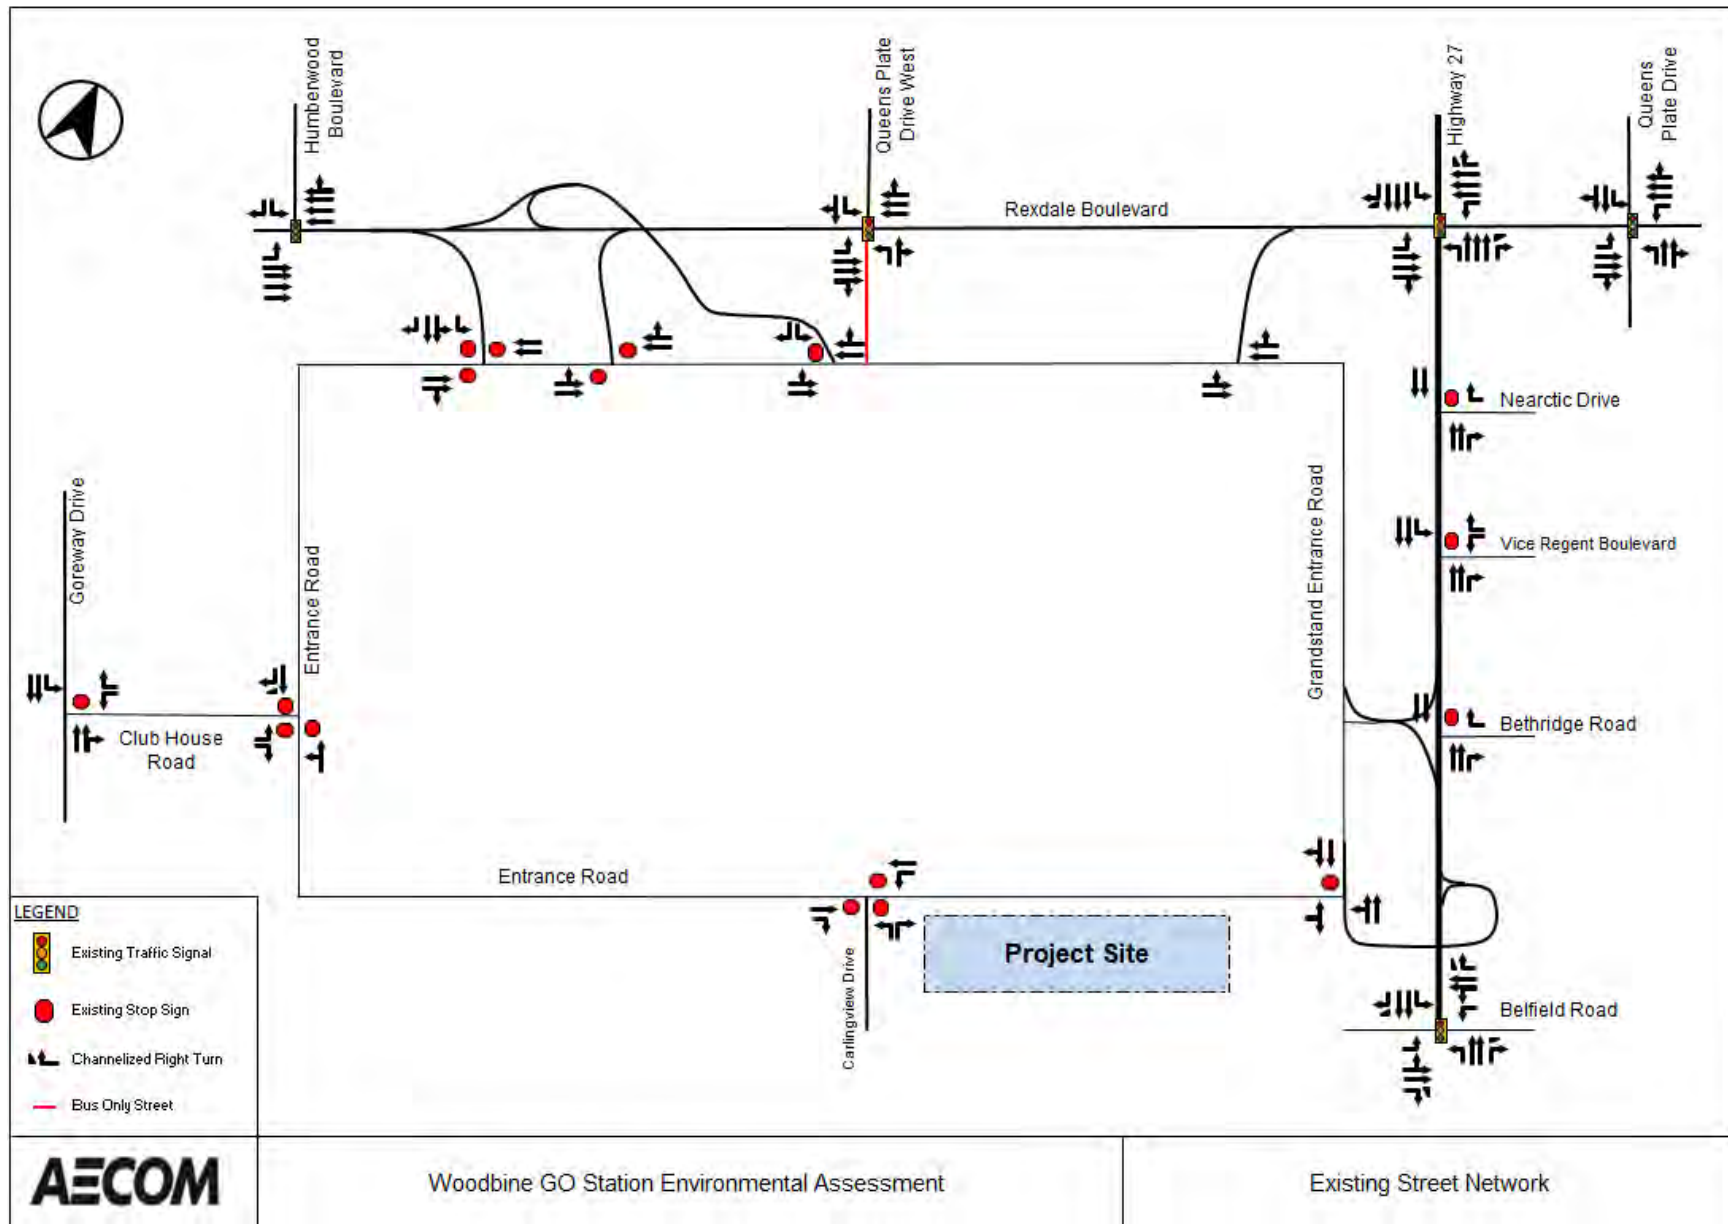 Humberwood
Boulevard
Queens Plate
Drive West
Highway 27
Queens
Plate Drive
Rexdale Boulevard
Nearctic Drive
Goreway Drive
Entrance Road
Grandstand Entrance Road
Vice Regent Boulevard
Club House
Road
Bethridge Road
Entrance Road
Project Site
Carlingview Drive
Belfield Road
LEGEND
Existing Traffic Signal
Existing Stop Sign
Channelized Right Turn
Bus Only Street
AECOM
Woodbine GO Station Environmental Assessment
Existing Street Network